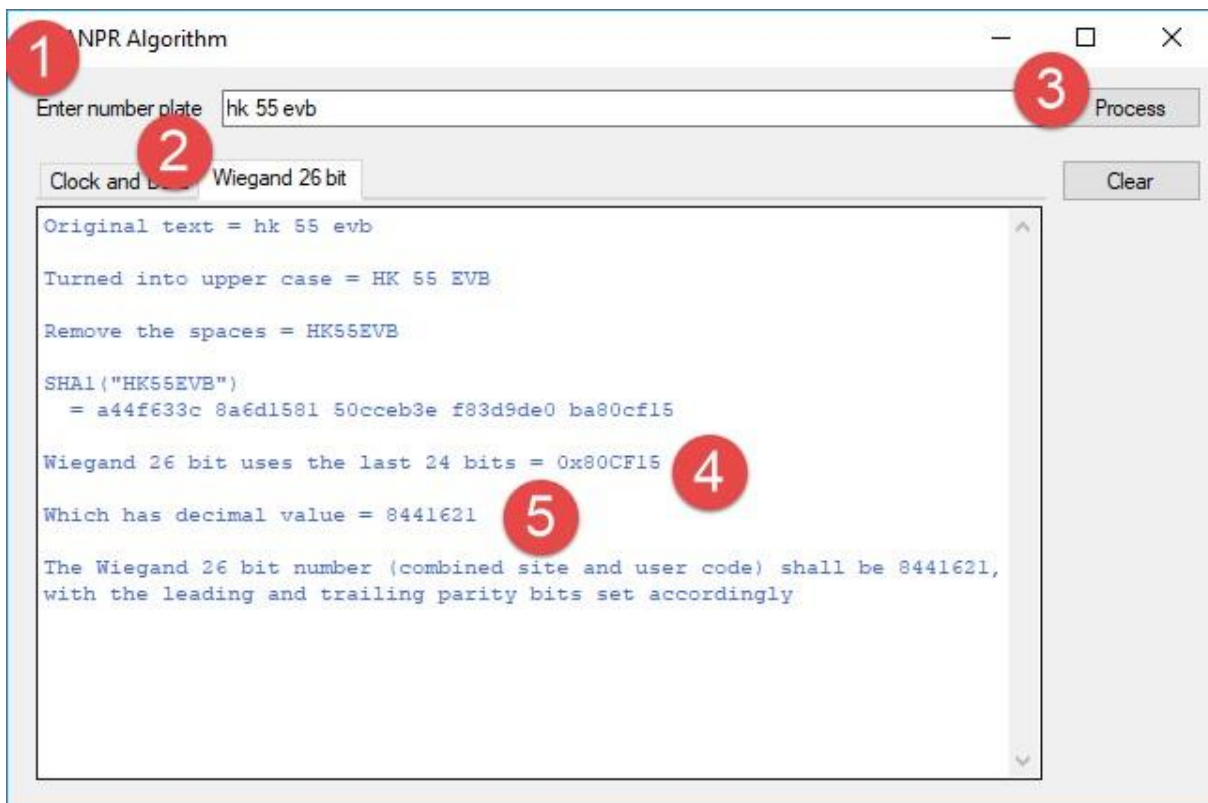 1
ANPR Algorithm
Enter number plate hk 55 evb 3 Process
2
Clock and Wiegand 26 bit Clear
Original text = hk 55 evb
Turned into upper case = HK 55 EVB
Remove the spaces = HK55EVB
SHA1("HK55EVB")
= a44f633c 8a6d1581 50cceb3e f83d9de0 ba80cf15
Wiegand 26 bit uses the last 24 bits = 0x80CF15 4
Which has decimal value = 8441621 5
The Wiegand 26 bit number (combined site and user code) shall be 8441621,
with the leading and trailing parity bits set accordingly